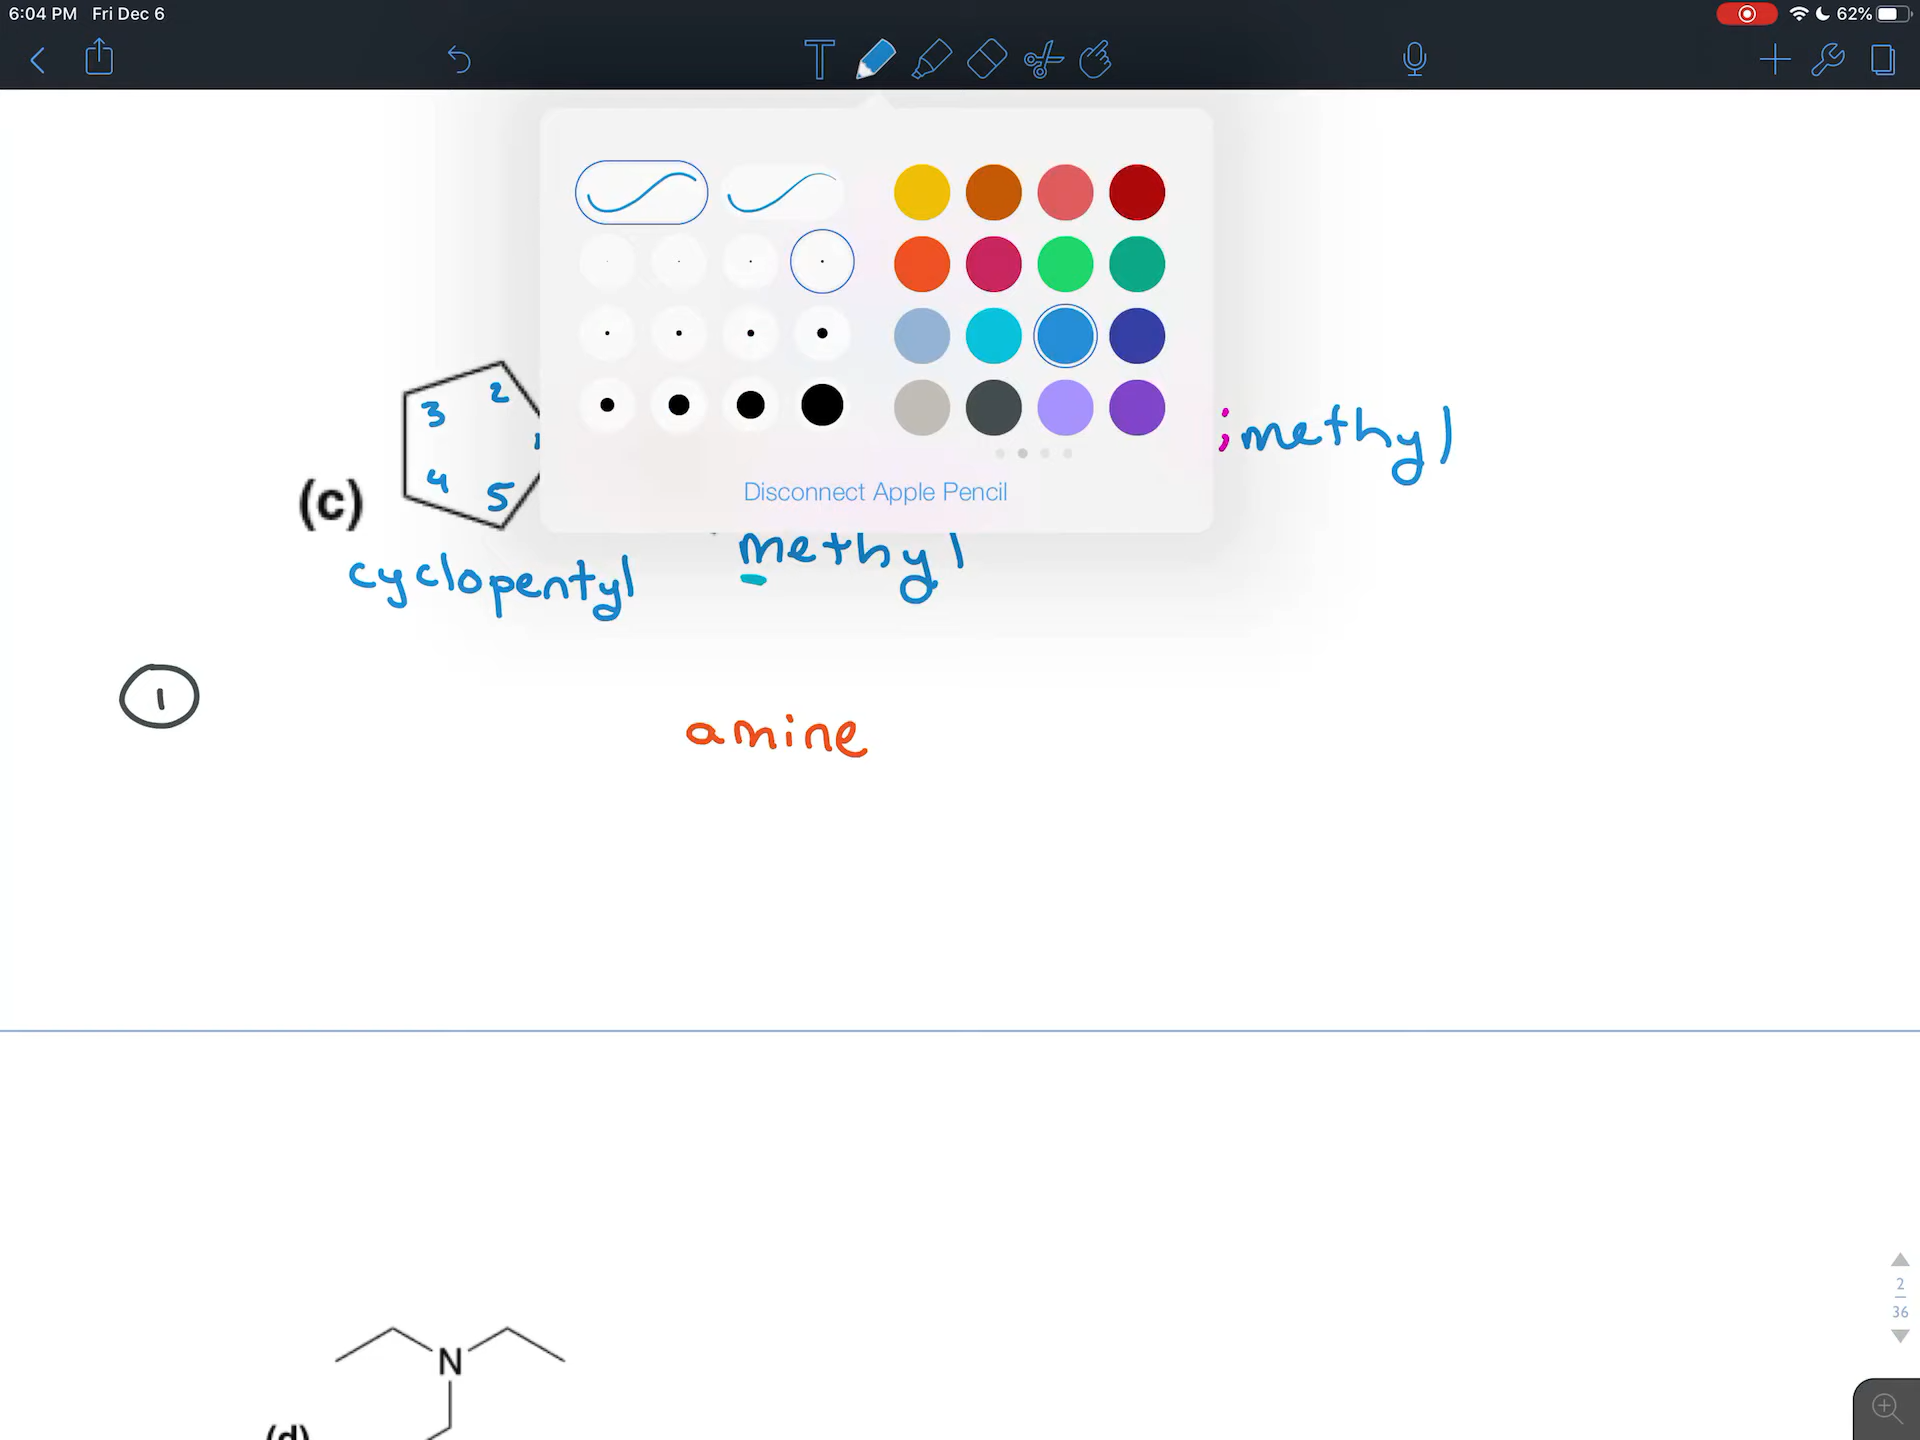 6:04 PM Fri Dec 6 62%
T
3 2
4 5
;methyl
(c)
Disconnect Apple Pencil
methyl
cyclopentyl
1
amine
2
36
N
(d)